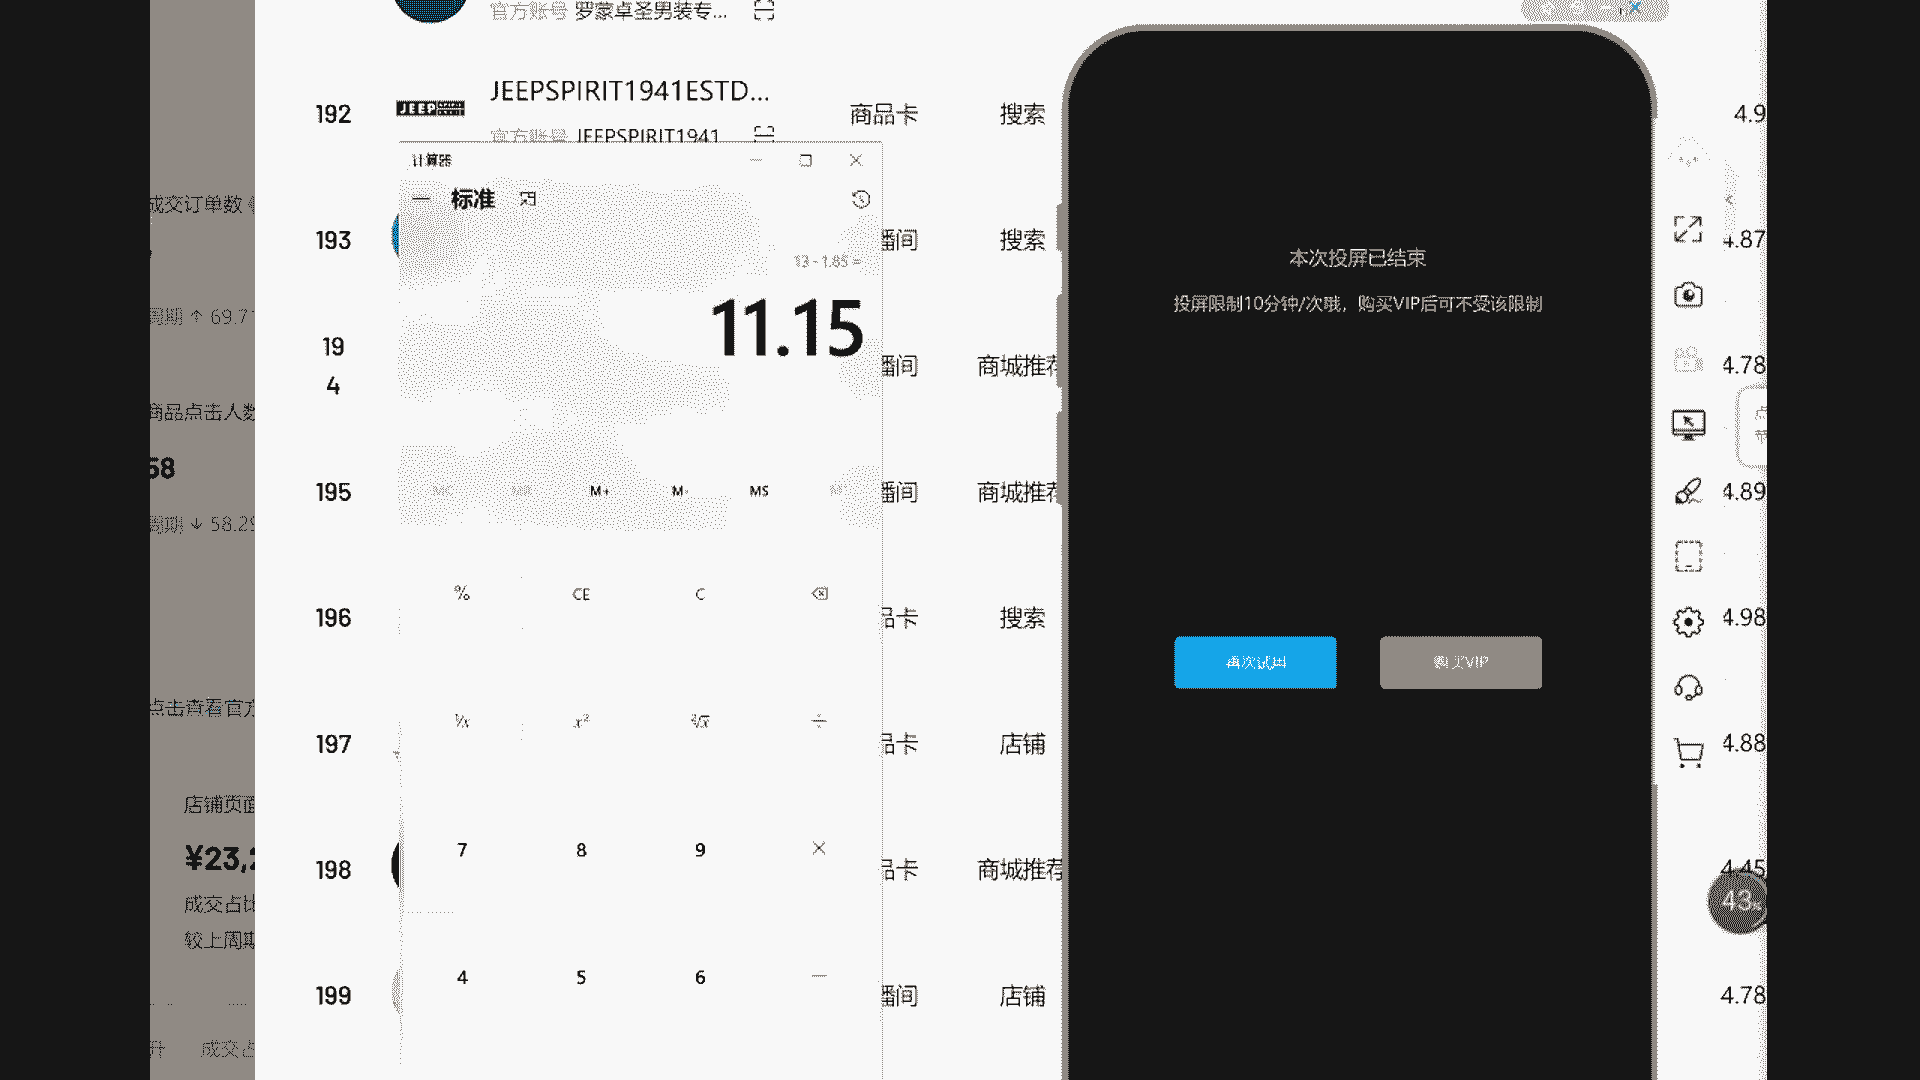 官方账号 罗蒙卓圣男装专...
192
JEEP
JEEPSPIRIT1941ESTD...
官方账号 JEEPSPIRIT1941
商品卡
搜索
4.9
计算器
标准
13 - 1.85 =
11.15
MC
MR
M+
M-
MS
%
CE
C
¹/x
x²
²√x
÷
7
8
9
×
4
5
6
193
播间
搜索
4.87
19
4
播间
商城推荐
4.78
195
播间
商城推荐
4.89
196
品卡
搜索
4.98
197
品卡
店铺
4.88
198
品卡
商城推荐
4.45
199
播间
店铺
4.78
成交订单数
周期 ↑ 69.71
商品点击人数
58
周期 ↓ 58.29
点击查看官方
店铺页面
¥23,2
成交占比
较上周期
升
成交占
本次投屏已结束
投屏限制10分钟/次哦，购买VIP后可不受该限制
再次试用
购买VIP
43%